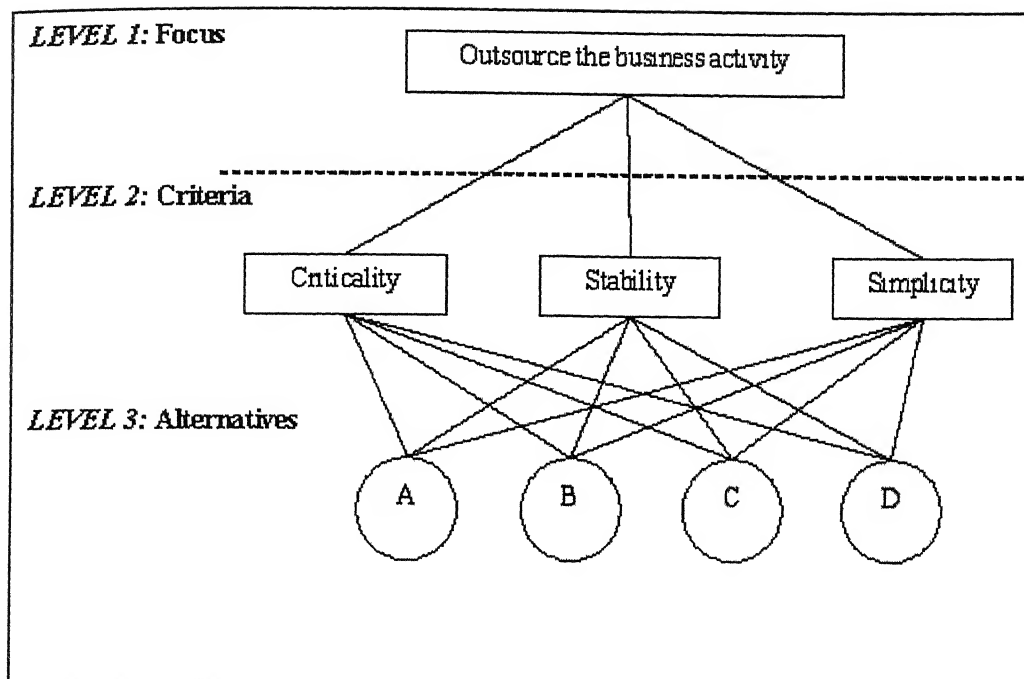 LEVEL 1: Focus
Outsource the business activity
LEVEL 2: Criteria
Criticality
Stability
Simplicity
LEVEL 3: Alternatives
A
B
C
D